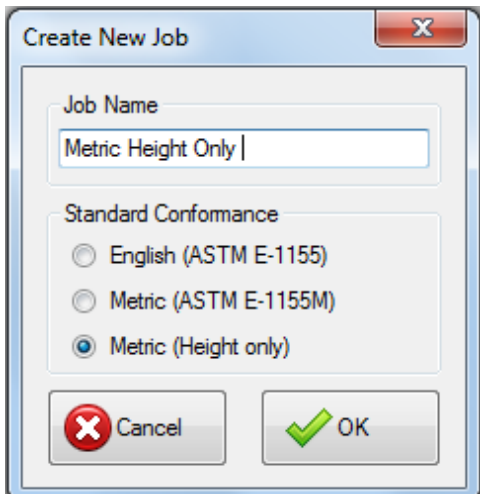 Create New Job
Job Name
Metric Height Only
Standard Conformance
English (ASTM E-1155)
Metric (ASTM E-1155M)
Metric (Height only)
Cancel
OK